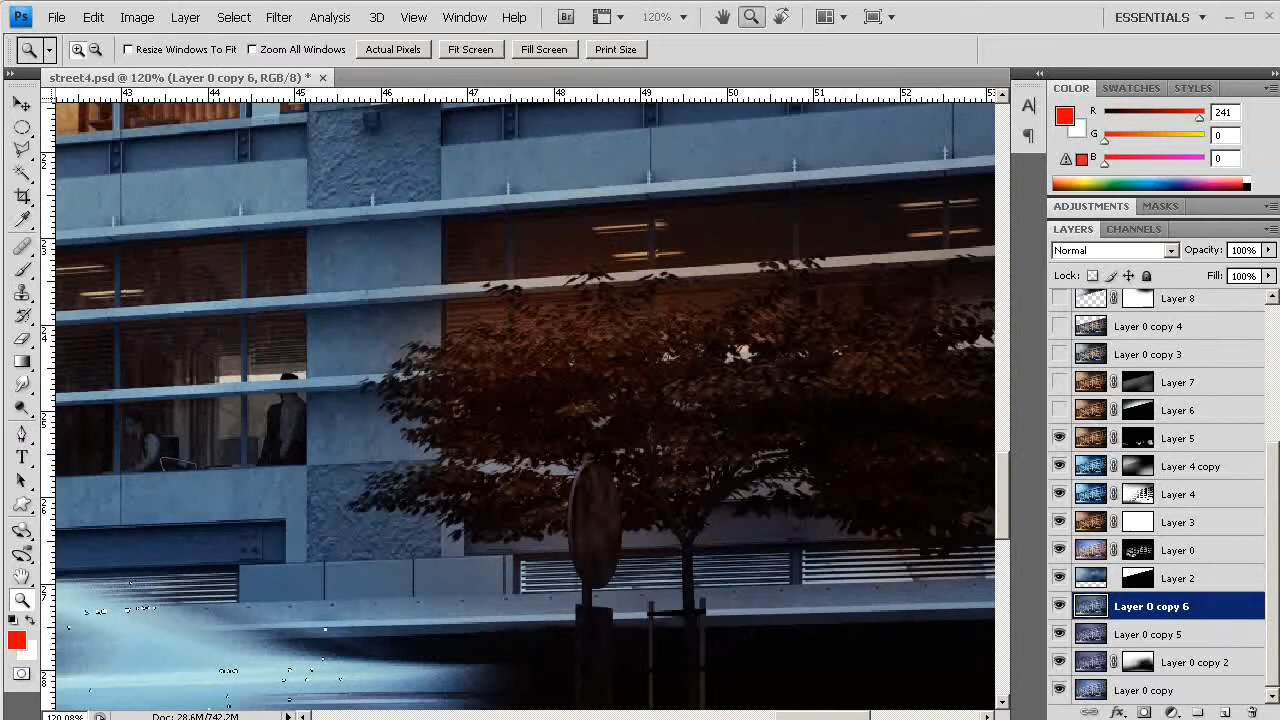 Ps File Edit Image Layer Select Filter Analysis 3D View Window Help Br 120% ESSENTIALS
Resize Windows To Fit Zoom All Windows Actual Pixels Fit Screen Fill Screen Print Size
street4.psd @ 120% (Layer 0 copy 6, RGB/8) *
43 44 45 46 47 48 49 50 51 52
COLOR SWATCHES STYLES
R 241
G 0
B 0
ADJUSTMENTS MASKS
LAYERS CHANNELS
Normal Opacity: 100%
Lock: Fill: 100%
Layer 8
Layer 0 copy
Layer 0 copy
Layer 7
Layer 6
Layer 5
Layer 4 copy
Layer 4
Layer 3
Layer 0
Layer 2
Layer 0 copy 6
Layer 0 copy
copy 2
Layer 0 copy
120.08% Doc: 28.6M/742.2M